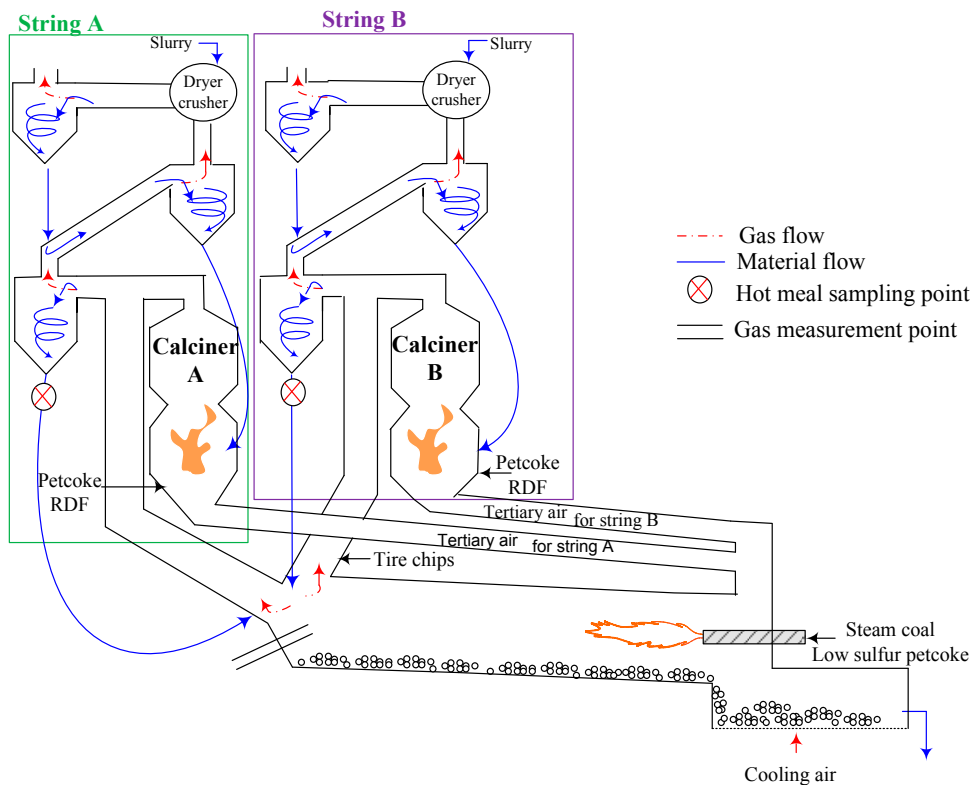 String A
String B
Slurry
Slurry
Dryer
crusher
Dryer
crusher
Gas flow
Material flow
Hot meal sampling point
Gas measurement point
Calciner
A
Calciner
B
Petcoke
RDF
Petcoke
RDF
Tertiary air for string B
Tertiary air for string A
Tire chips
Steam coal
Low sulfur petcoke
Cooling air